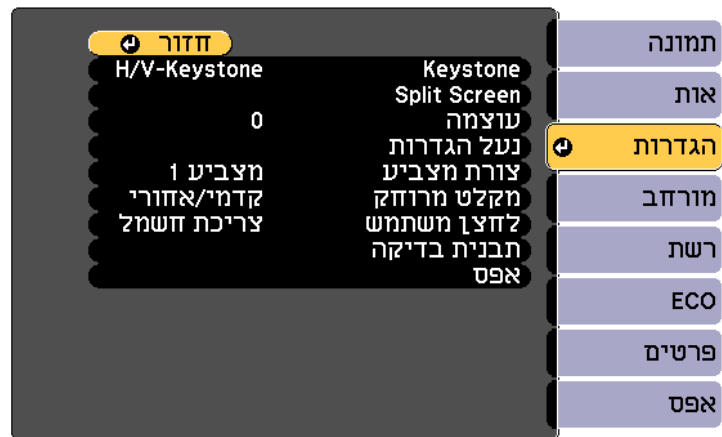 חזור
Keystone H/V-Keystone
Split Screen
עוצמה 0
נעל הגדרות
צורת מצביע מצביע 1
מקלט מרוחק קדמי/אחורי
לחצן משתמש צריכת חשמל
תבנית בדיקה
אפס
תמונה
אות
הגדרות
מורחב
רשת
ECO
פרטים
אפס